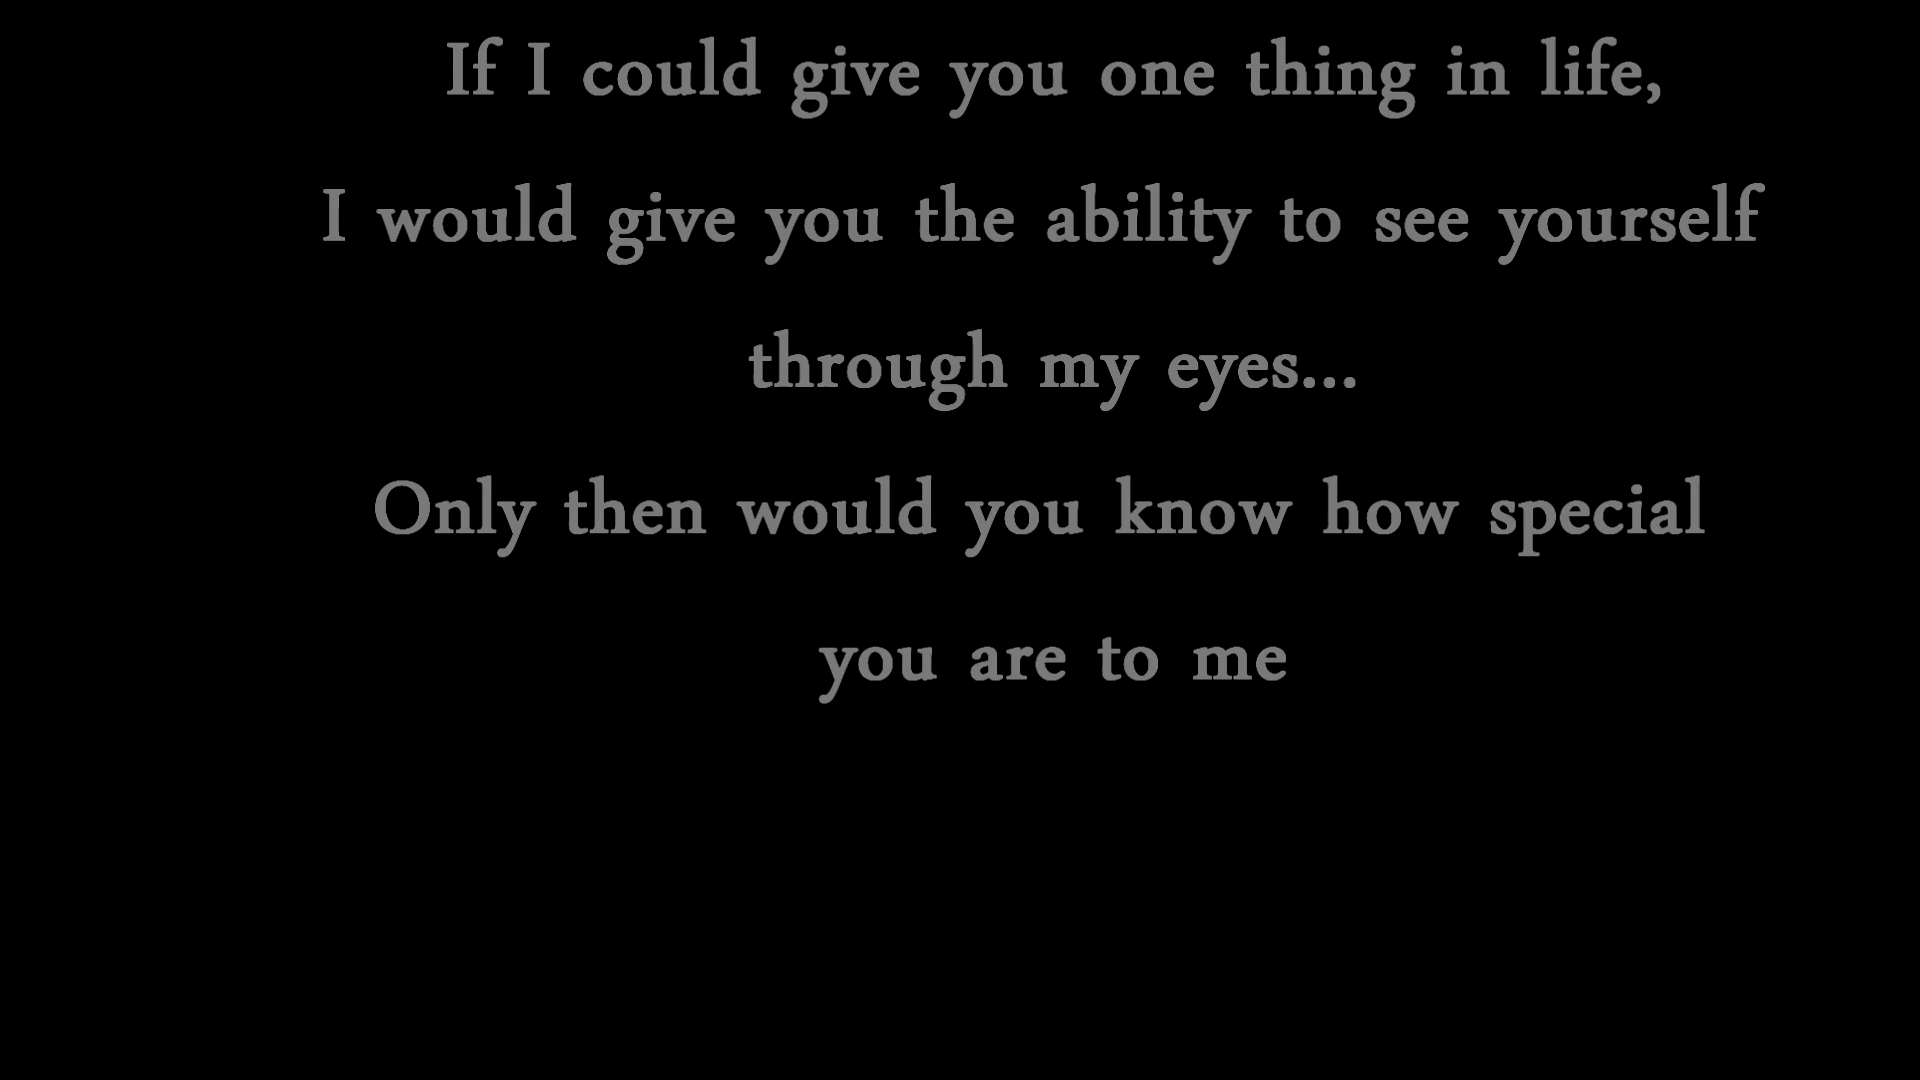 If I could give you one thing in life,
I would give you the ability to see yourself
through my eyes...
Only then would you know how special
you are to me